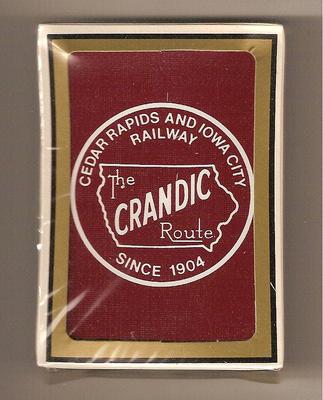 CEDAR RAPIDS AND IOWA CITY
RAILWAY
The
CRANDIC
Route
SINCE 1904